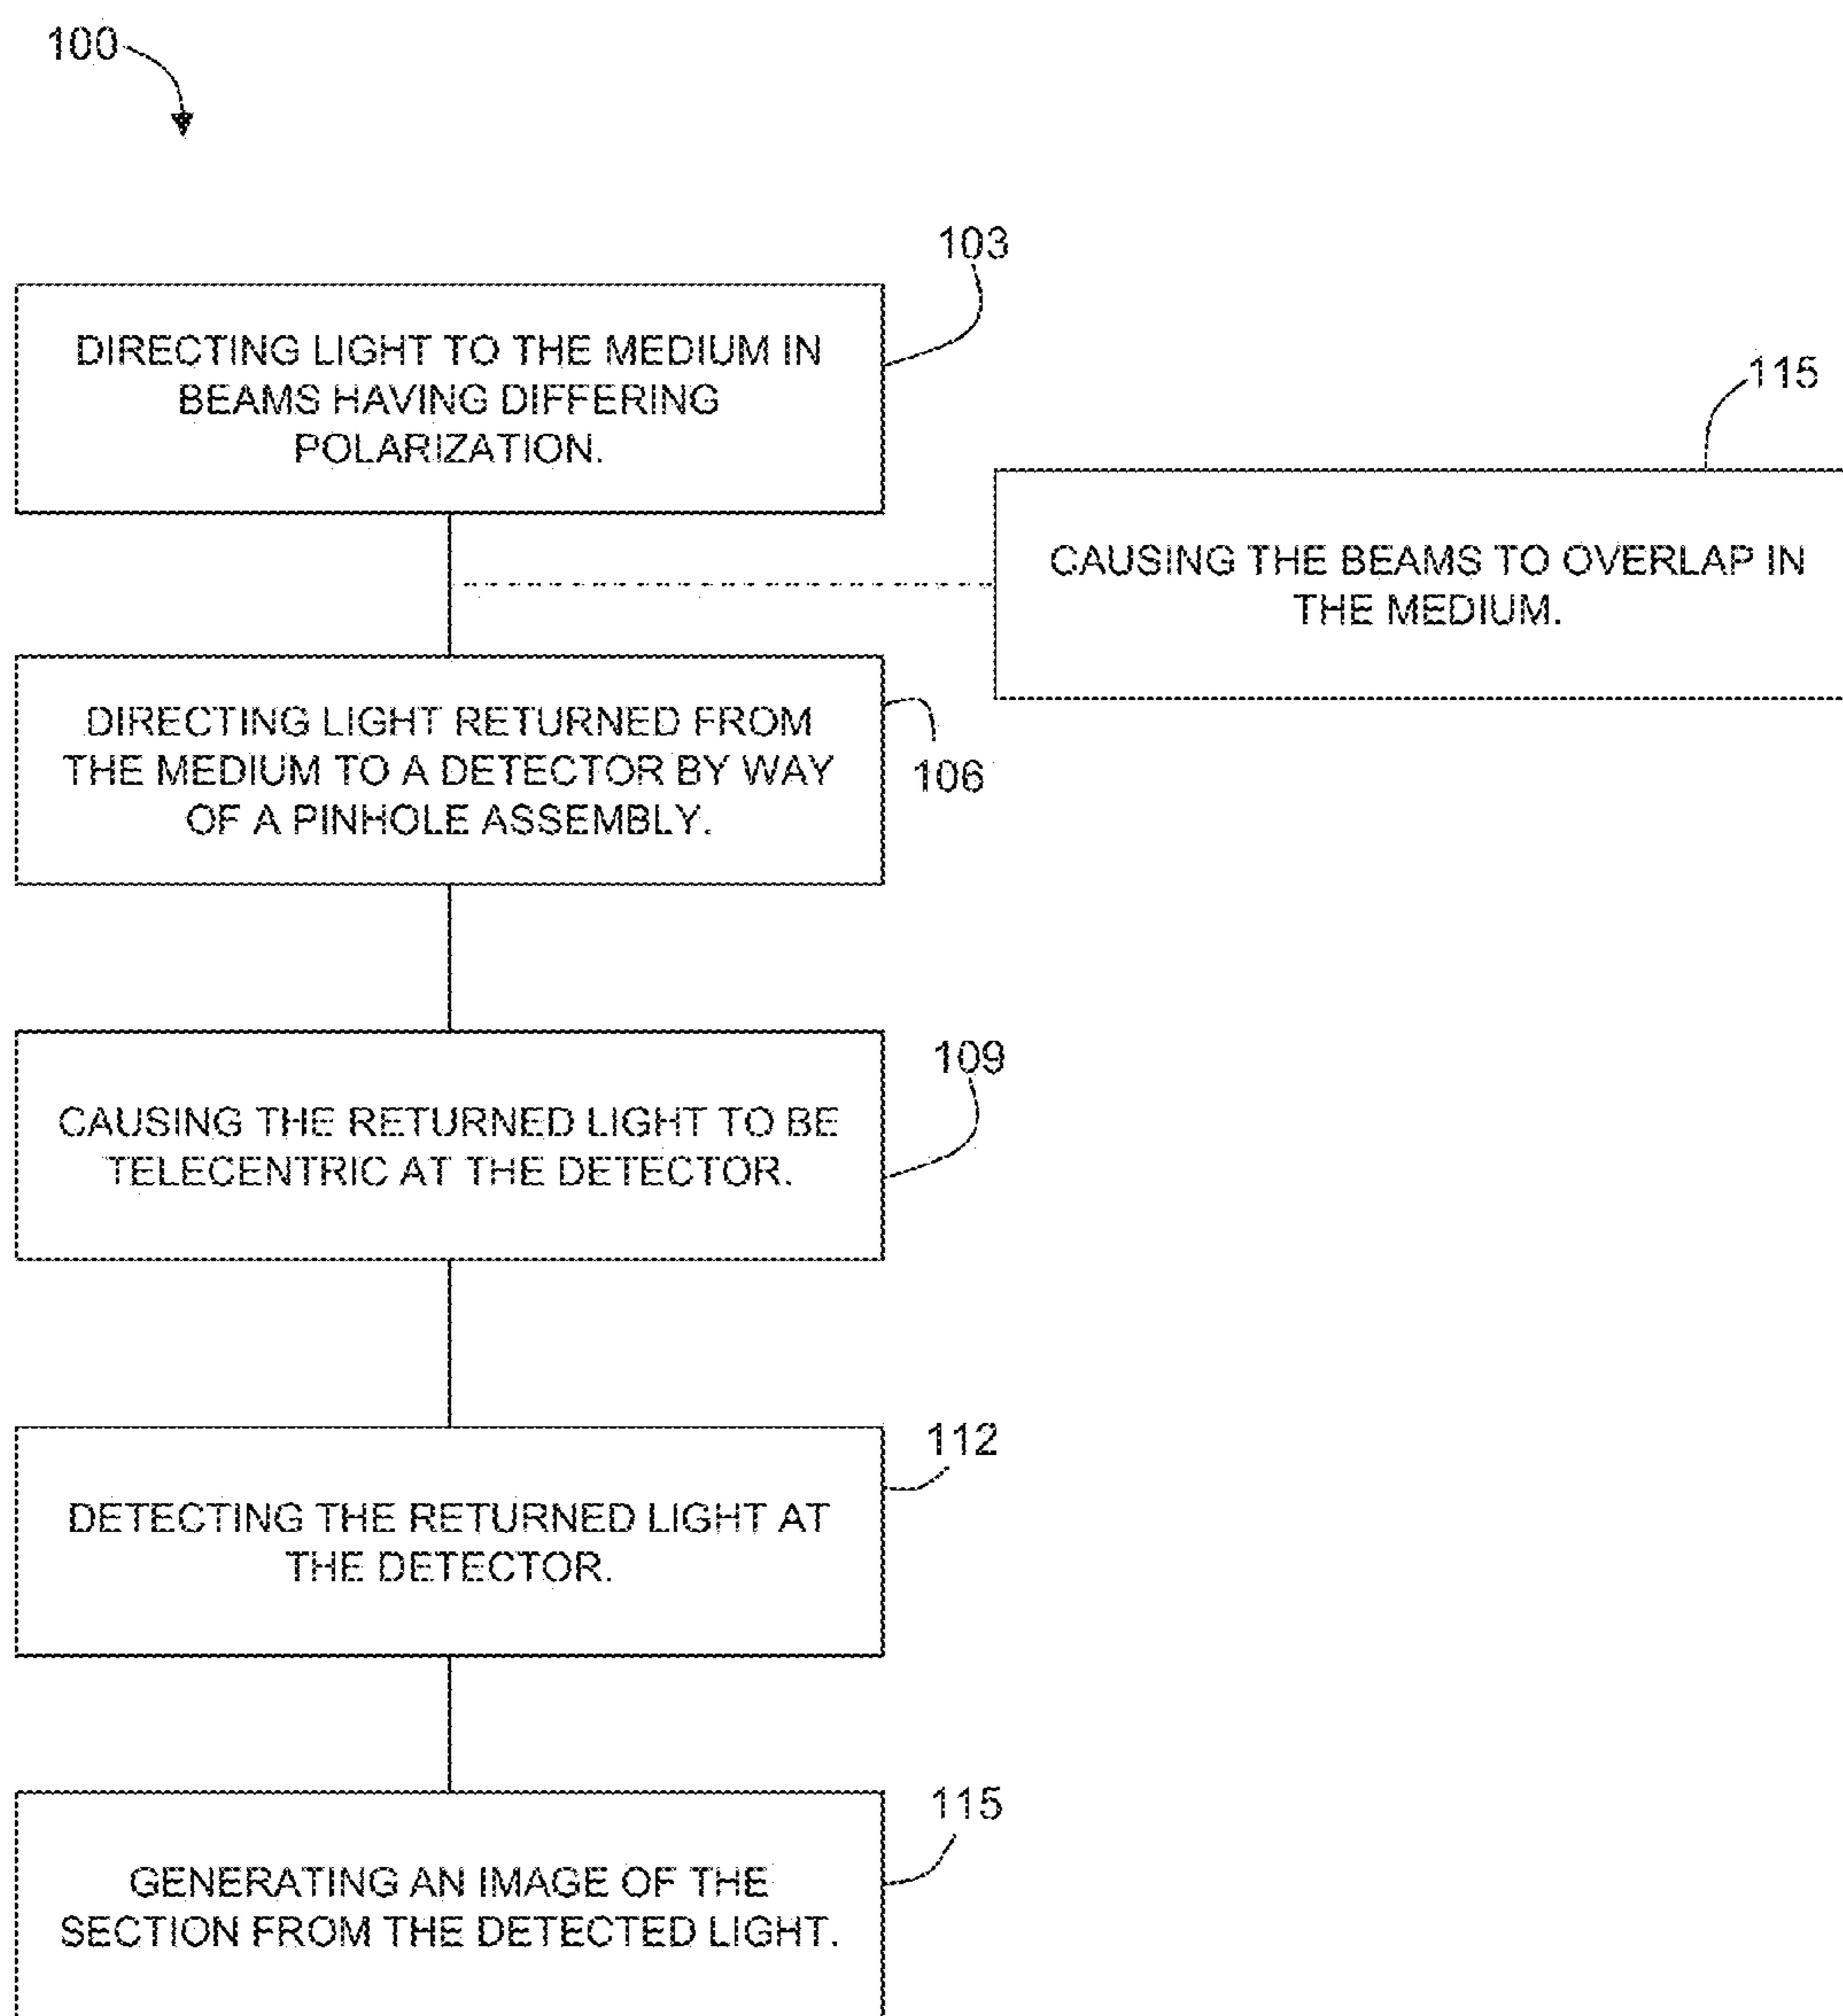 100
103
DIRECTING LIGHT TO THE MEDIUM IN
BEAMS HAVING DIFFERING
POLARIZATION.
115
CAUSING THE BEAMS TO OVERLAP IN
THE MEDIUM.
DIRECTING LIGHT RETURNED FROM
THE MEDIUM TO A DETECTOR BY WAY
OF A PINHOLE ASSEMBLY.
106
109
CAUSING THE RETURNED LIGHT TO BE
TELECENTRIC AT THE DETECTOR.
112
DETECTING THE RETURNED LIGHT AT
THE DETECTOR.
115
GENERATING AN IMAGE OF THE
SECTION FROM THE DETECTED LIGHT.